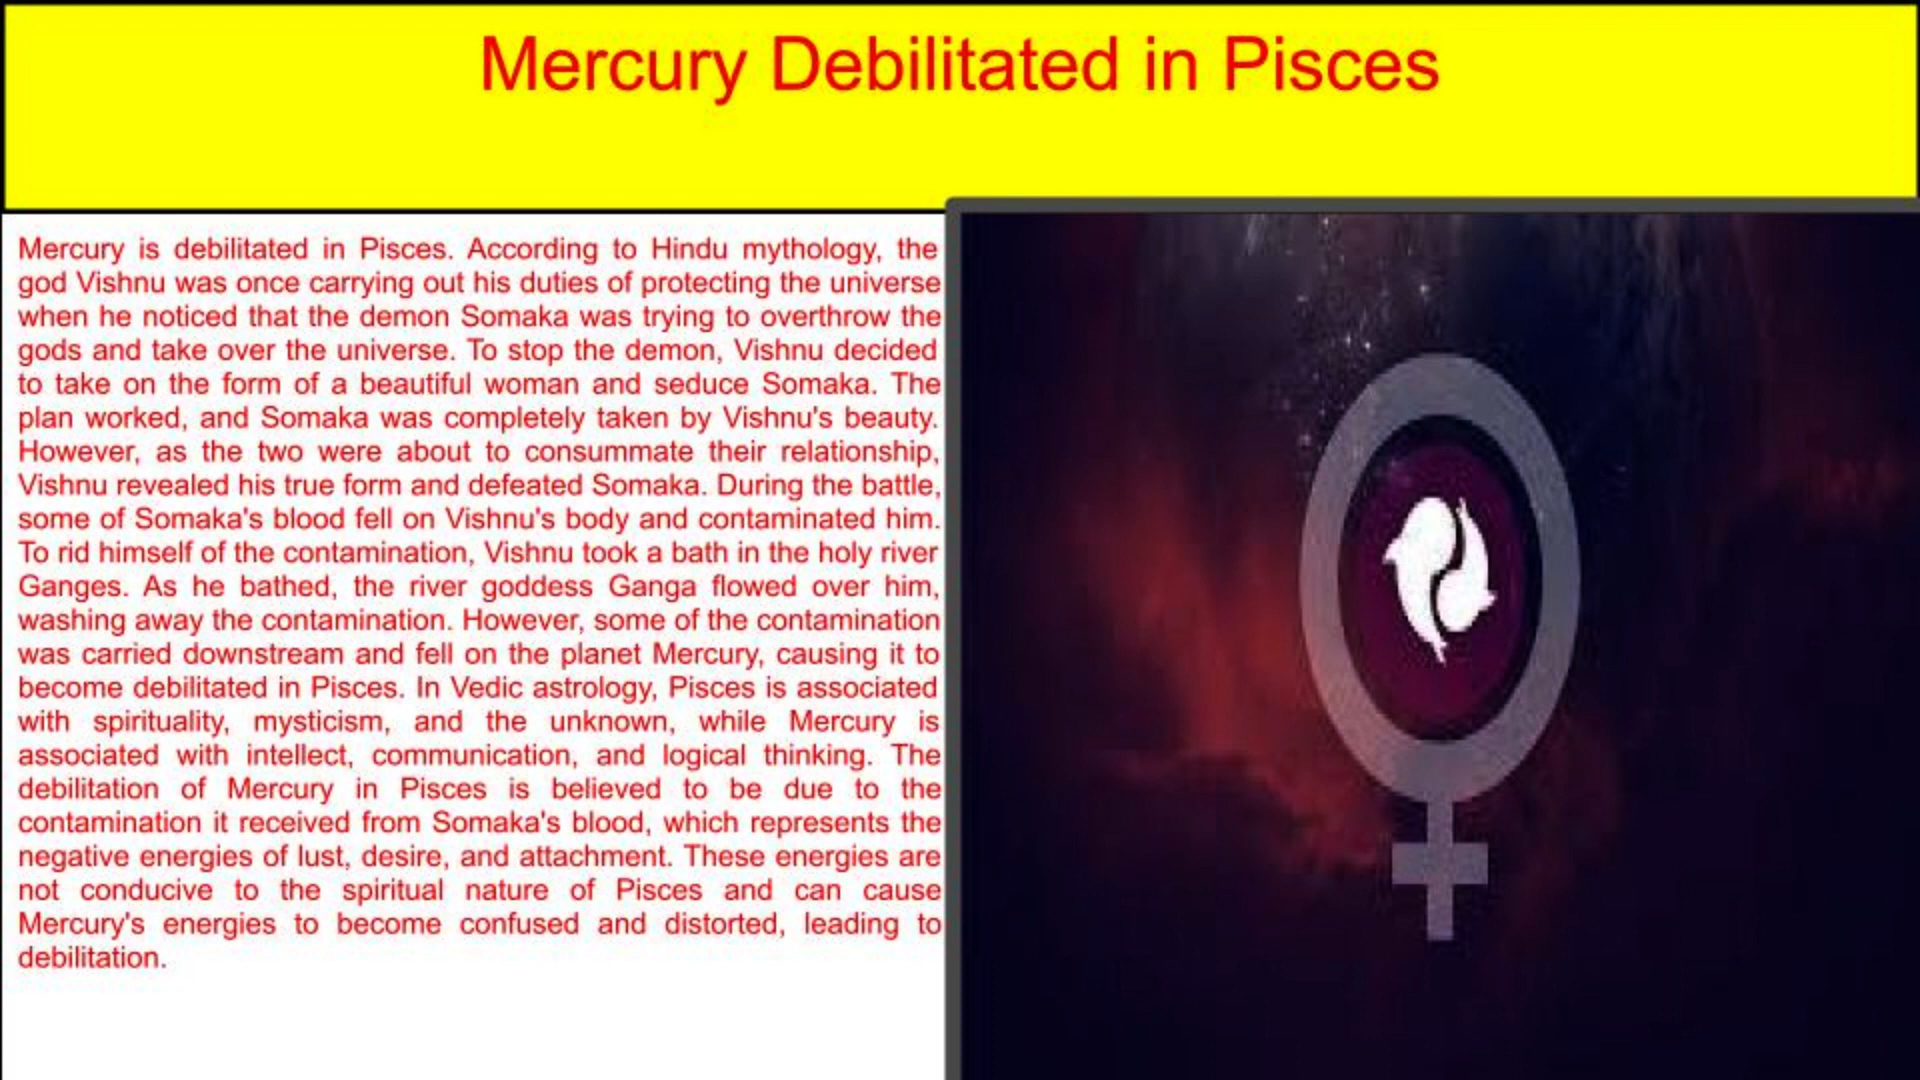 Mercury Debilitated in Pisces
Mercury is debilitated in Pisces. According to Hindu mythology, the
god Vishnu was once carrying out his duties of protecting the universe
when he noticed that the demon Somaka was trying to overthrow the
gods and take over the universe. To stop the demon, Vishnu decided
to take on the form of a beautiful woman and seduce Somaka. The
plan worked, and Somaka was completely taken by Vishnu's beauty.
However, as the two were about to consummate their relationship,
Vishnu revealed his true form and defeated Somaka. During the battle,
some of Somaka's blood fell on Vishnu's body and contaminated him.
To rid himself of the contamination, Vishnu took a bath in the holy river
Ganges. As he bathed, the river goddess Ganga flowed over him,
washing away the contamination. However, some of the contamination
was carried downstream and fell on the planet Mercury, causing it to
become debilitated in Pisces. In Vedic astrology, Pisces is associated
with spirituality, mysticism, and the unknown, while Mercury is
associated with intellect, communication, and logical thinking. The
debilitation of Mercury in Pisces is believed to be due to the
contamination it received from Somaka's blood, which represents the
negative energies of lust, desire, and attachment. These energies are
not conducive to the spiritual nature of Pisces and can cause
Mercury's energies to become confused and distorted, leading to
debilitation.